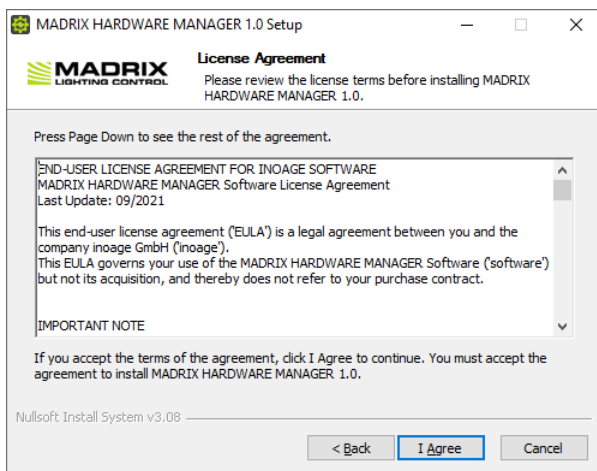 MADRIX HARDWARE MANAGER 1.0 Setup
MADRIX
LIGHTING CONTROL
License Agreement
Please review the license terms before installing MADRIX
HARDWARE MANAGER 1.0.
Press Page Down to see the rest of the agreement.
END-USER LICENSE AGREEMENT FOR INOAGE SOFTWARE
MADRIX HARDWARE MANAGER Software License Agreement
Last Update: 09/2021
This end-user license agreement ('EULA') is a legal agreement between you and the
company inoage GmbH ('inoage').
This EULA governs your use of the MADRIX HARDWARE MANAGER Software ('software')
but not its acquisition, and thereby does not refer to your purchase contract.
IMPORTANT NOTE
If you accept the terms of the agreement, click I Agree to continue. You must accept the
agreement to install MADRIX HARDWARE MANAGER 1.0.
Nullsoft Install System v3.08
< Back
I Agree
Cancel